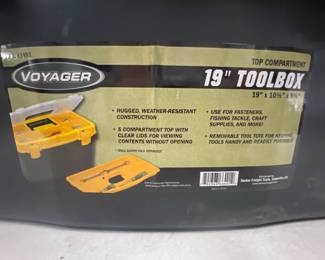 VOYAGER
TOP COMPARTMENT
19" TOOLBOX
• RUGGED, WEATHER-RESISTANT
CONSTRUCTION
• 5 COMPARTMENT TOP WITH
CLEAR LIDS FOR VIEWING
CONTENTS WITHOUT OPENING
• USE FOR FASTENERS,
FISHING TACKLE, CRAFT
SUPPLIES, AND MORE!
• REMOVABLE TOOL TOTE FOR KEEPING
TOOLS HANDY AND READILY PORTABLE